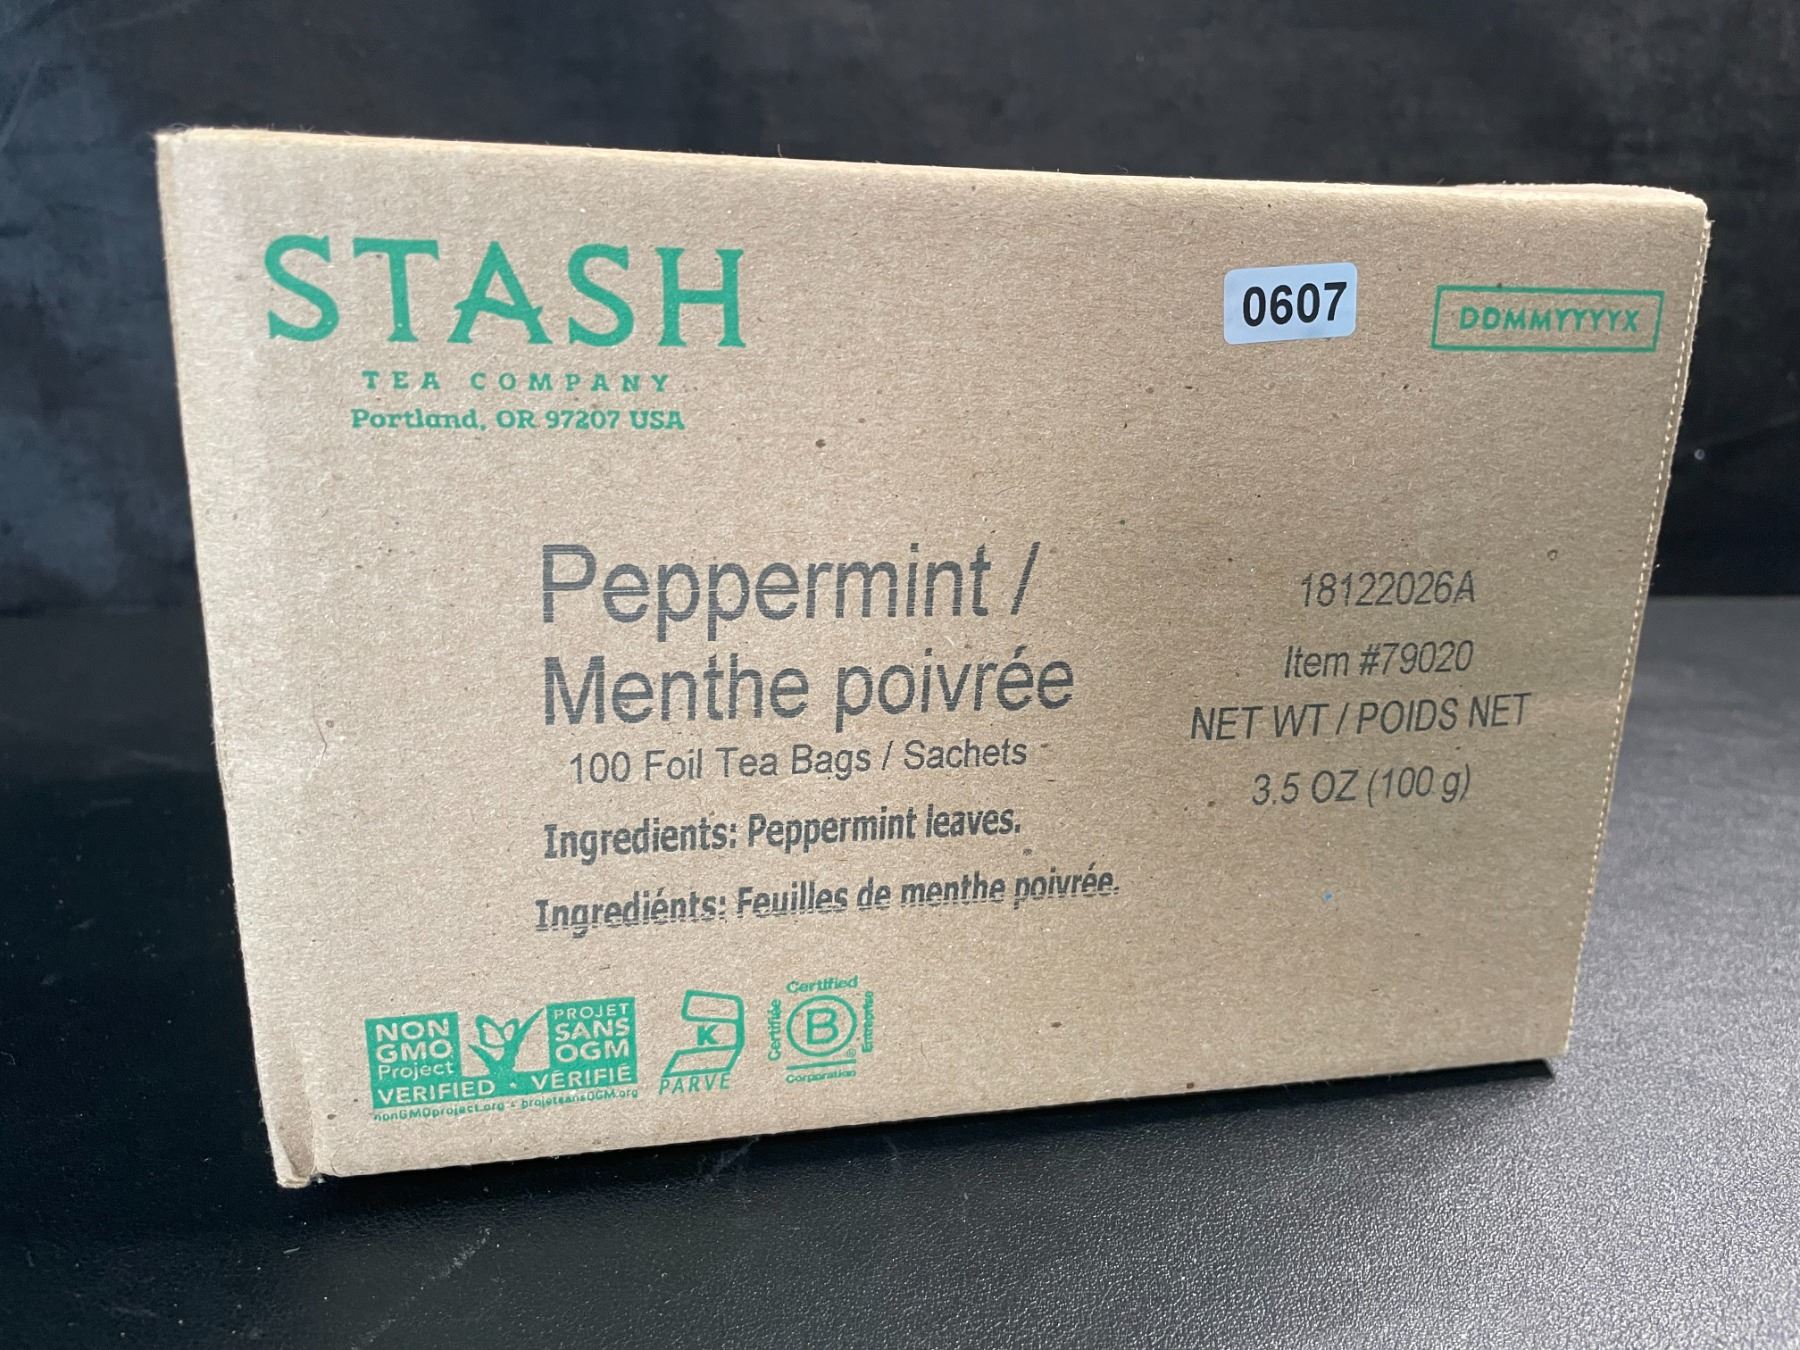 STASH
TEA COMPANY
Portland, OR 97207 USA
0607
DDMMYYYYX
Peppermint /
Menthe poivrée
100 Foil Tea Bags / Sachets
Ingredients: Peppermint leaves.
Ingrediénts: Feuilles de menthe poivrée.
18122026A
Item #79020
NET WT / POIDS NET
3.5 OZ (100 g)
NON
GMO
Project
VERIFIED
PROJET
SANS
OGM
VÉRIFIÉ
nonGMOproject.org - projetsansOGM.org
K
PARVE
Certified
Certifiée
B
®
Entreprise
Corporation